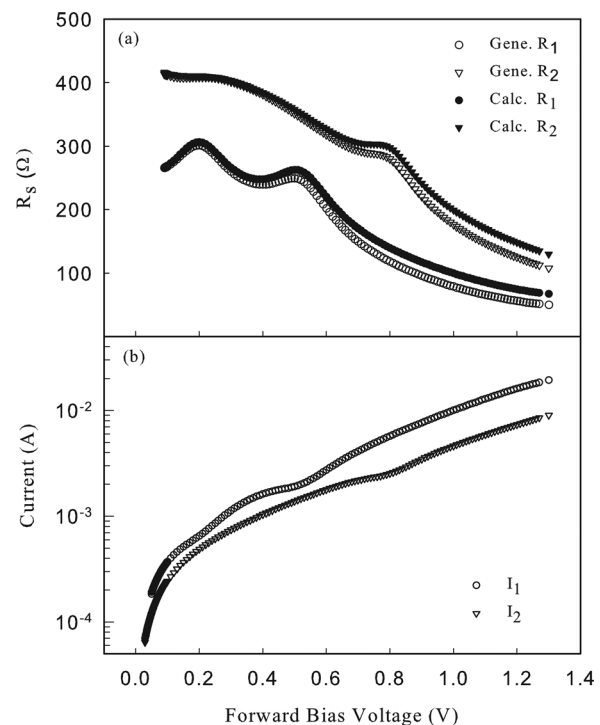 500
(a)
Gene. R1
400
Gene. R2
Calc. R1
300
Calc. R2
RS (Ω)
200
100
(b)
10-2
Current (A)
10-3
I1
10-4
I2
0.0 0.2 0.4 0.6 0.8 1.0 1.2 1.4
Forward Bias Voltage (V)